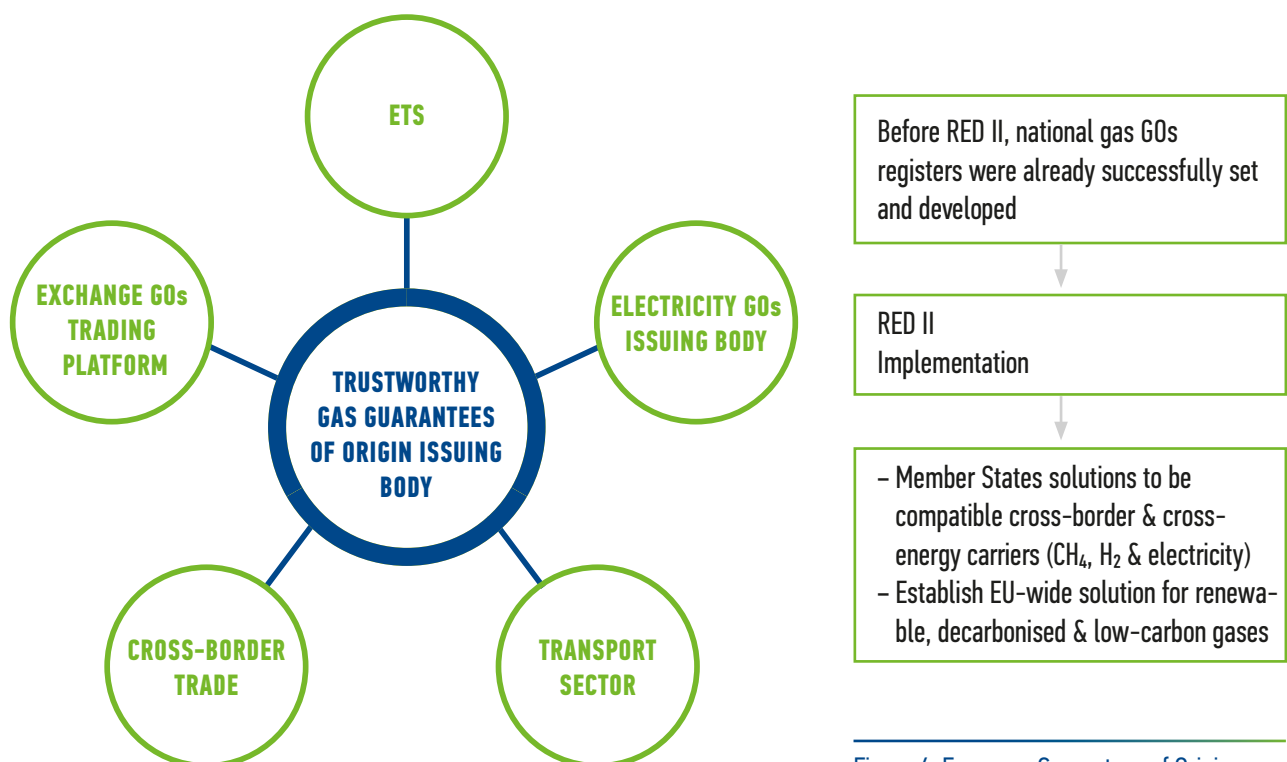 ETS
EXCHANGE GOs
TRADING
PLATFORM
ELECTRICITY GOs
ISSUING BODY
TRUSTWORTHY
GAS GUARANTEES
OF ORIGIN ISSUING
BODY
CROSS-BORDER
TRADE
TRANSPORT
SECTOR
Before RED II, national gas GOs
registers were already successfully set
and developed
RED II
Implementation
– Member States solutions to be
compatible cross-border & cross-
energy carriers (CH₄, H₂ & electricity)
– Establish EU-wide solution for renewa-
ble, decarbonised & low-carbon gases